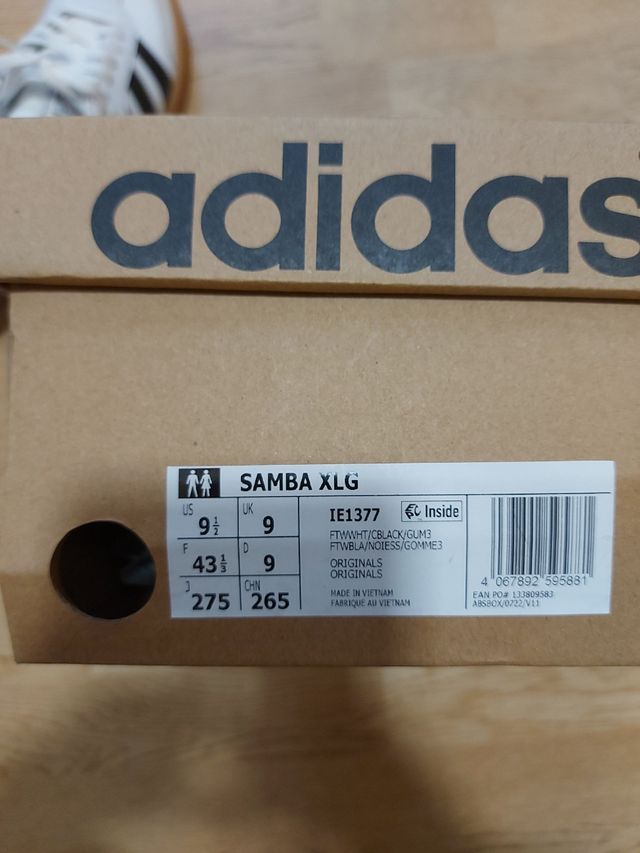 adidas
SAMBA XLG
US 9½ UK 9
F 43⅓ D 9
J 275 CHN 265
IE1377 Inside
FTWWHT/CBLACK/GUM3
FTWBLA/NOIESS/GOMME3
ORIGINALS
ORIGINALS
MADE IN VIETNAM
FABRIQUÉ AU VIETNAM
4 067892 595881
EAN PO# 133809583
ABSBOX/0722/V11